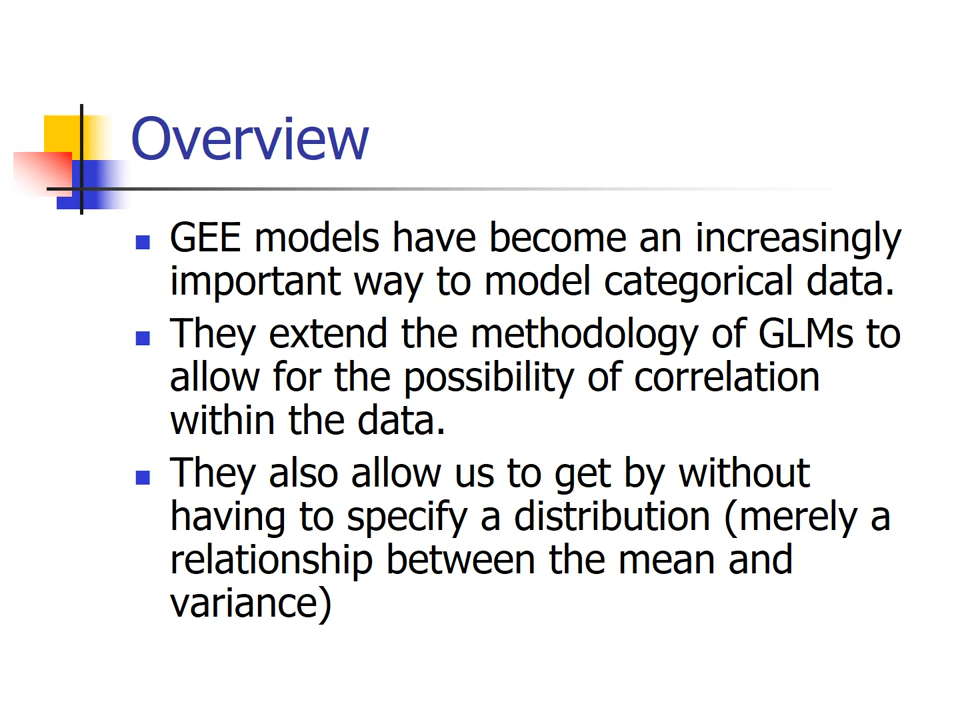 Overview
GEE models have become an increasingly
important way to model categorical data.
They extend the methodology of GLMs to
allow for the possibility of correlation
within the data.
They also allow us to get by without
having to specify a distribution (merely a
relationship between the mean and
variance)